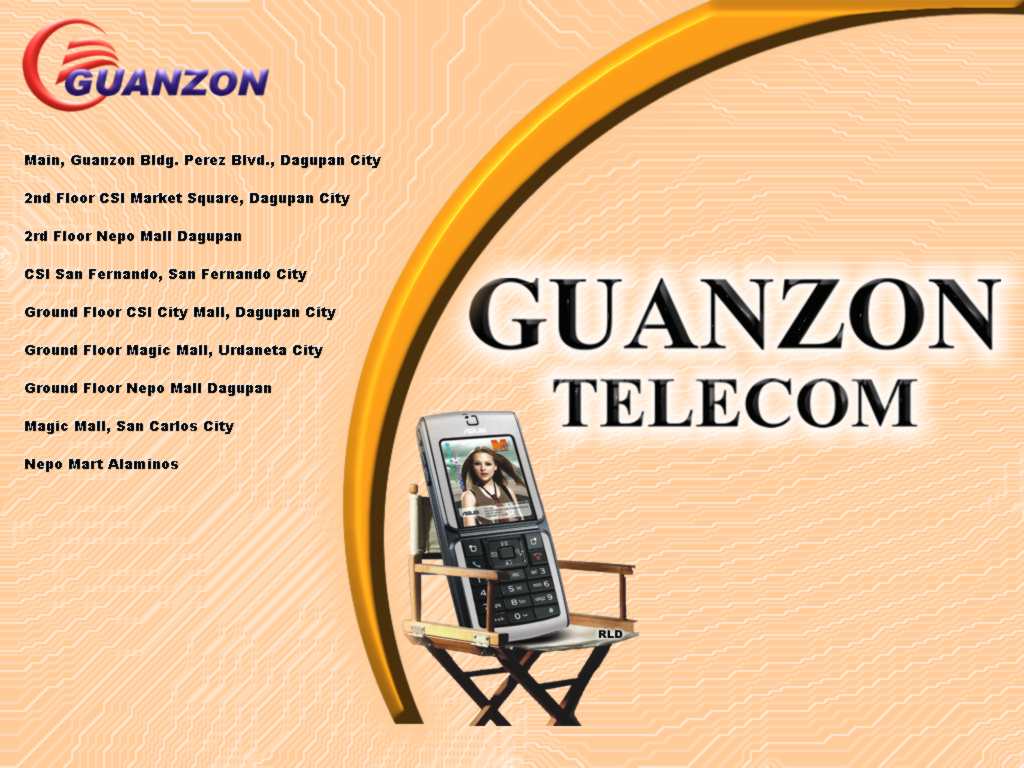 GUANZON
Main, Guanzon Bldg. Perez Blvd., Dagupan City
2nd Floor CSI Market Square, Dagupan City
2rd Floor Nepo Mall Dagupan
CSI San Fernando, San Fernando City
Ground Floor CSI City Mall, Dagupan City
Ground Floor Magic Mall, Urdaneta City
Ground Floor Nepo Mall Dagupan
Magic Mall, San Carlos City
Nepo Mart Alaminos
GUANZON
TELECOM
ASUS
RLD